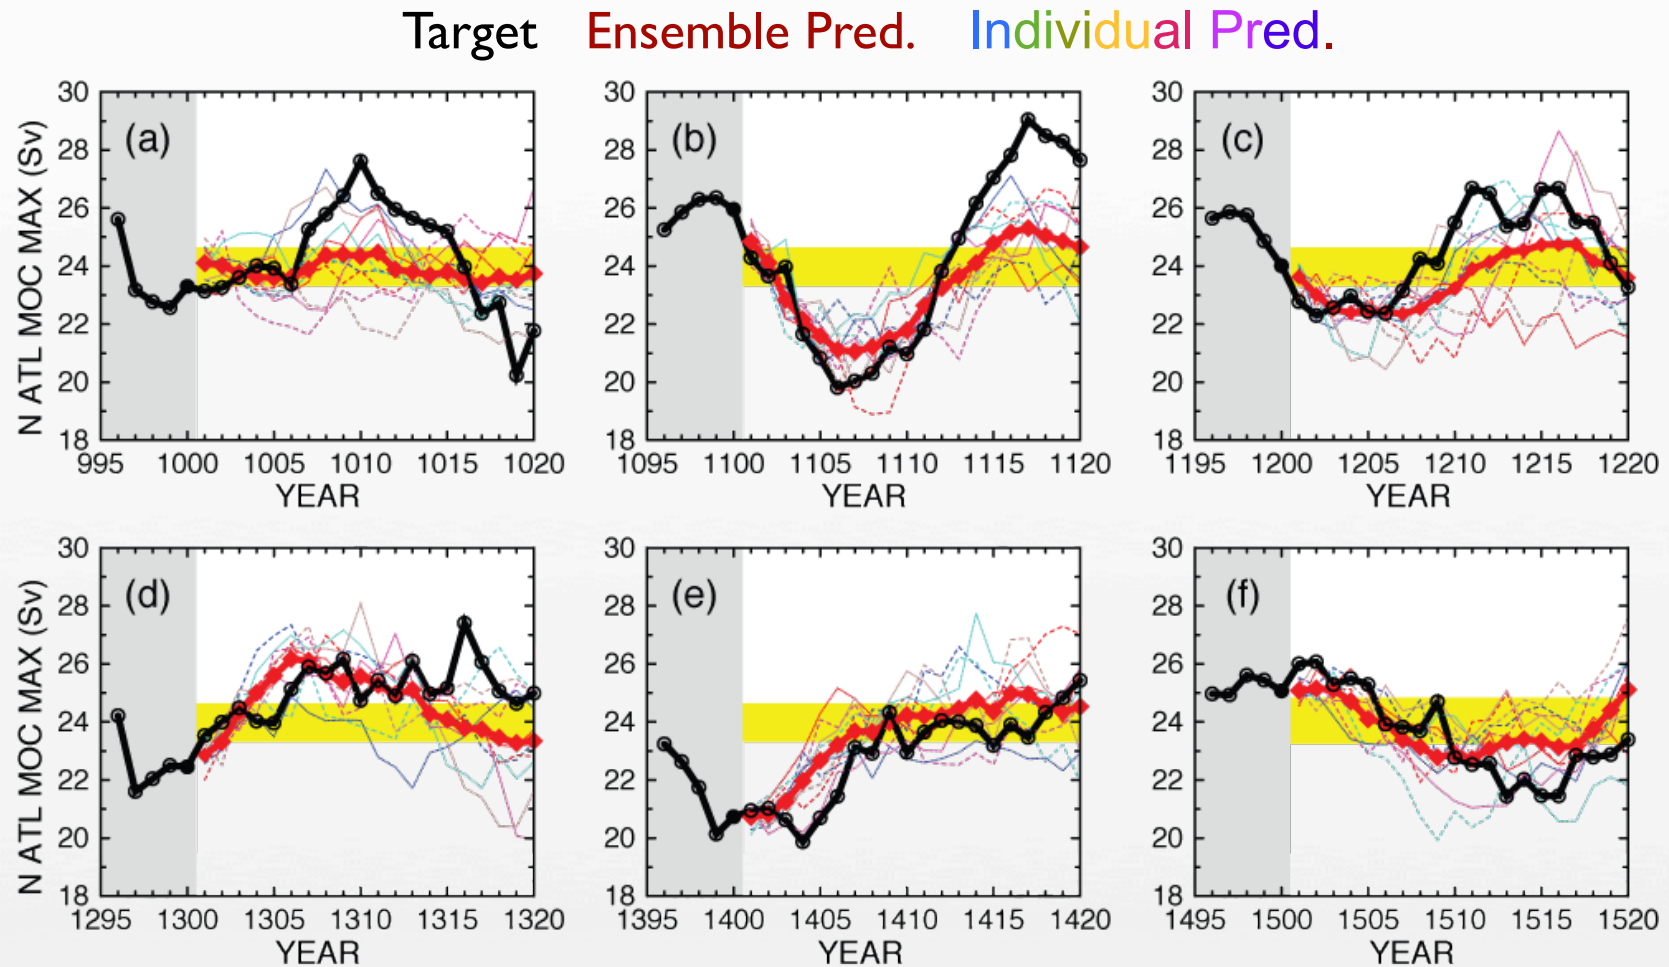 Target Ensemble Pred. Individual Pred.
30 30 30
28 (a) 28 (b) 28 (c)
26 26 26
24 24 24
22 22 22
20 20 20
18 18 18
N ATL MOC MAX (Sv)
995 1000 1005 1010 1015 1020 1095 1100 1105 1110 1115 1120 1195 1200 1205 1210 1215 1220
YEAR YEAR YEAR
30 30 30
28 (d) 28 (e) 28 (f)
26 26 26
24 24 24
22 22 22
20 20 20
18 18 18
N ATL MOC MAX (Sv)
1295 1300 1305 1310 1315 1320 1395 1400 1405 1410 1415 1420 1495 1500 1505 1510 1515 1520
YEAR YEAR YEAR